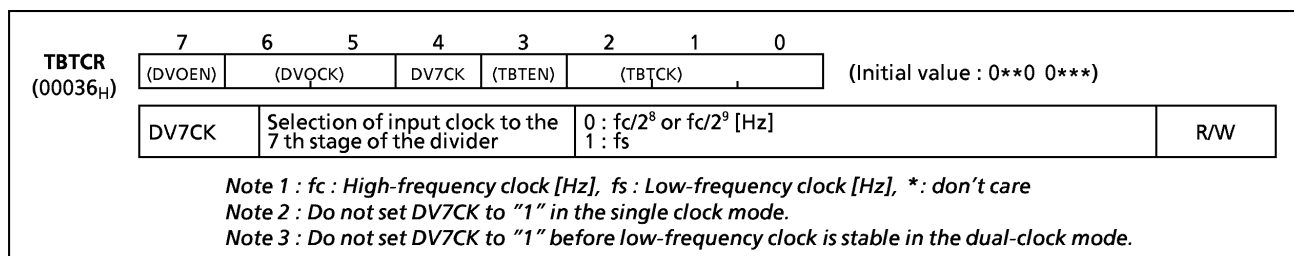 7 6 5 4 3 2 1 0
TBTCR (DVOEN) (DVOCK) DV7CK (TBTEN) (TBTCK) (Initial value : 0**0 0***)
(00036H)
DV7CK Selection of input clock to the 7 th stage of the divider 0 : fc/2⁸ or fc/2⁹ [Hz] 1 : fs R/W
Note 1 : fc : High-frequency clock [Hz], fs : Low-frequency clock [Hz], *: don't care
Note 2 : Do not set DV7CK to "1" in the single clock mode.
Note 3 : Do not set DV7CK to "1" before low-frequency clock is stable in the dual-clock mode.